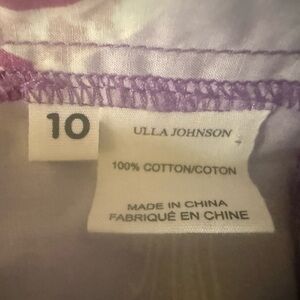 10
ULLA JOHNSON
100% COTTON/COTON
MADE IN CHINA
FABRIQUÉ EN CHINE